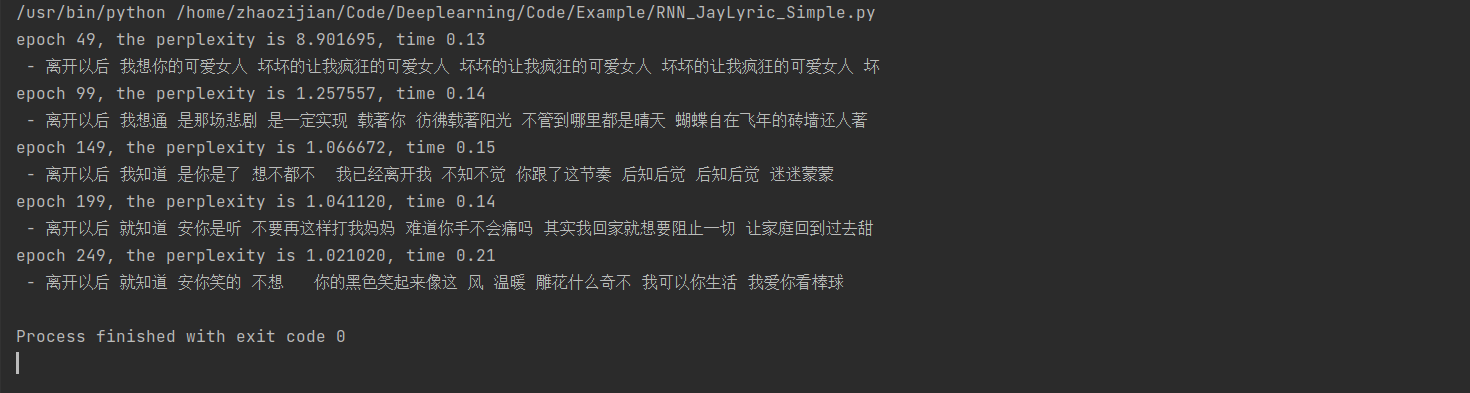 /usr/bin/python /home/zhaozijian/Code/Deeplearning/Code/Example/RNN_JayLyric_Simple.py
epoch 49, the perplexity is 8.901695, time 0.13
 - 离开以后 我想你的可爱女人 坏坏的让我疯狂的可爱女人 坏坏的让我疯狂的可爱女人 坏坏的让我疯狂的可爱女人 坏
epoch 99, the perplexity is 1.257557, time 0.14
 - 离开以后 我想通 是那场悲剧 是一定实现 载著你 彷彿载著阳光 不管到哪里都是晴天 蝴蝶自在飞年的砖墙还人著
epoch 149, the perplexity is 1.066672, time 0.15
 - 离开以后 我知道 是你是了 想不都不  我已经离开我 不知不觉 你跟了这节奏 后知后觉 后知后觉 迷迷蒙蒙
epoch 199, the perplexity is 1.041120, time 0.14
 - 离开以后 就知道 安你是听 不要再这样打我妈妈 难道你手不会痛吗 其实我回家就想要阻止一切 让家庭回到过去甜
epoch 249, the perplexity is 1.021020, time 0.21
 - 离开以后 就知道 安你笑的 不想   你的黑色笑起来像这 风 温暖 雕花什么奇不 我可以你生活 我爱你看棒球
Process finished with exit code 0